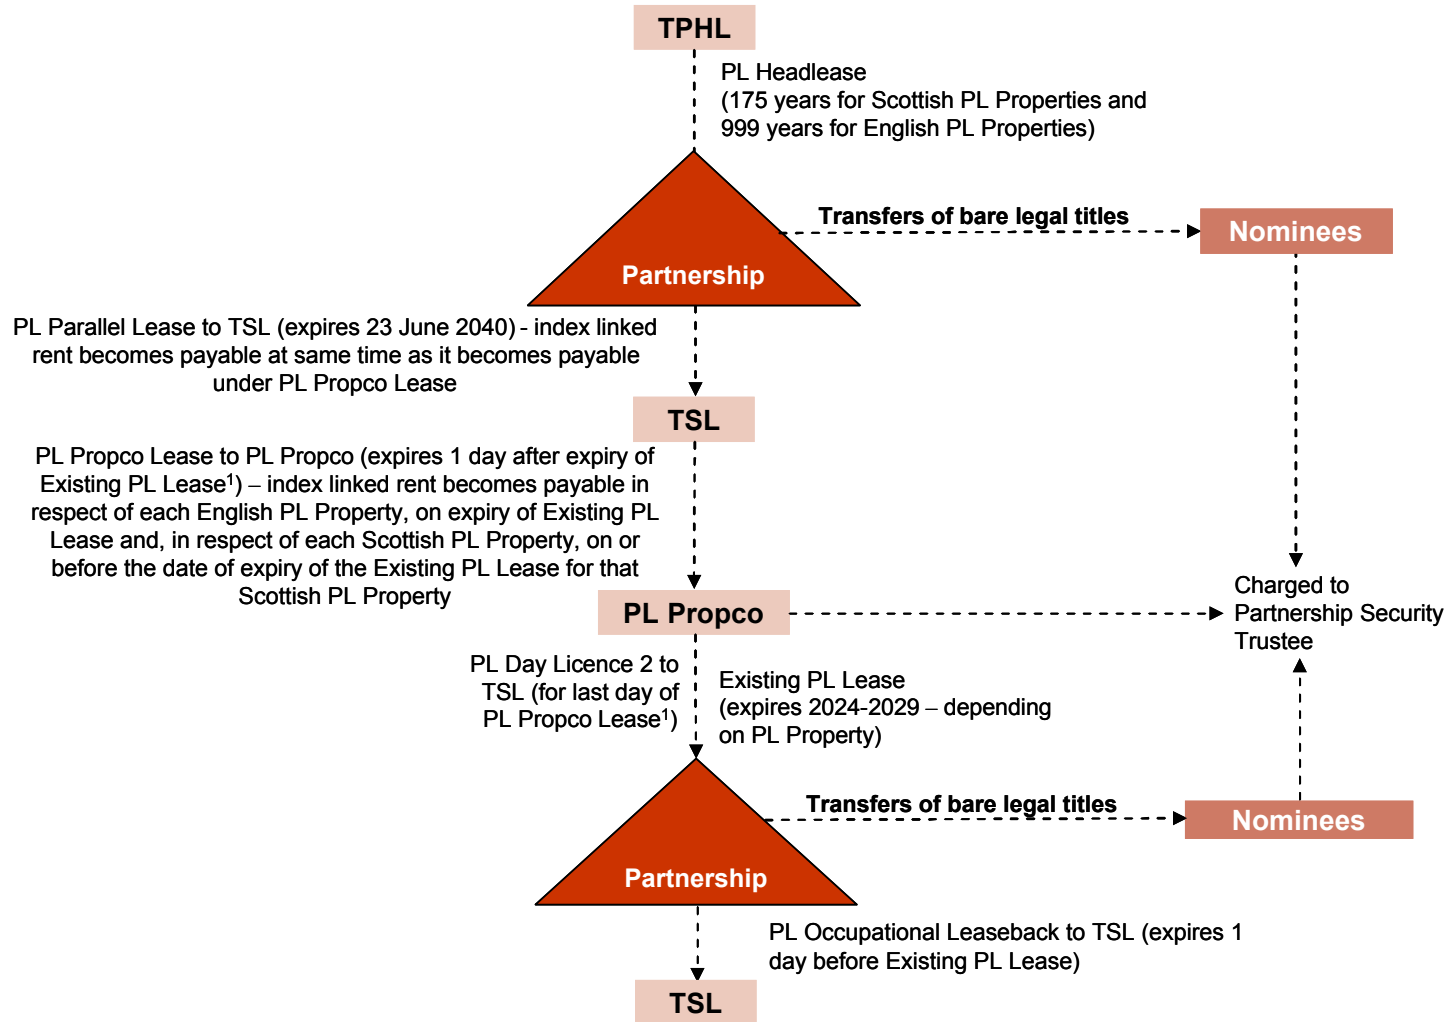 TPHL
PL Headlease
(175 years for Scottish PL Properties and
999 years for English PL Properties)
Transfers of bare legal titles
Nominees
Partnership
PL Parallel Lease to TSL (expires 23 June 2040) - index linked
rent becomes payable at same time as it becomes payable
under PL Propco Lease
TSL
PL Propco Lease to PL Propco (expires 1 day after expiry of
Existing PL Lease¹) – index linked rent becomes payable in
respect of each English PL Property, on expiry of Existing PL
Lease and, in respect of each Scottish PL Property, on or
before the date of expiry of the Existing PL Lease for that
Scottish PL Property
PL Propco
Charged to
Partnership Security
Trustee
PL Day Licence 2 to
TSL (for last day of
PL Propco Lease¹)
Existing PL Lease
(expires 2024-2029 – depending
on PL Property)
Transfers of bare legal titles
Nominees
Partnership
PL Occupational Leaseback to TSL (expires 1
day before Existing PL Lease)
TSL